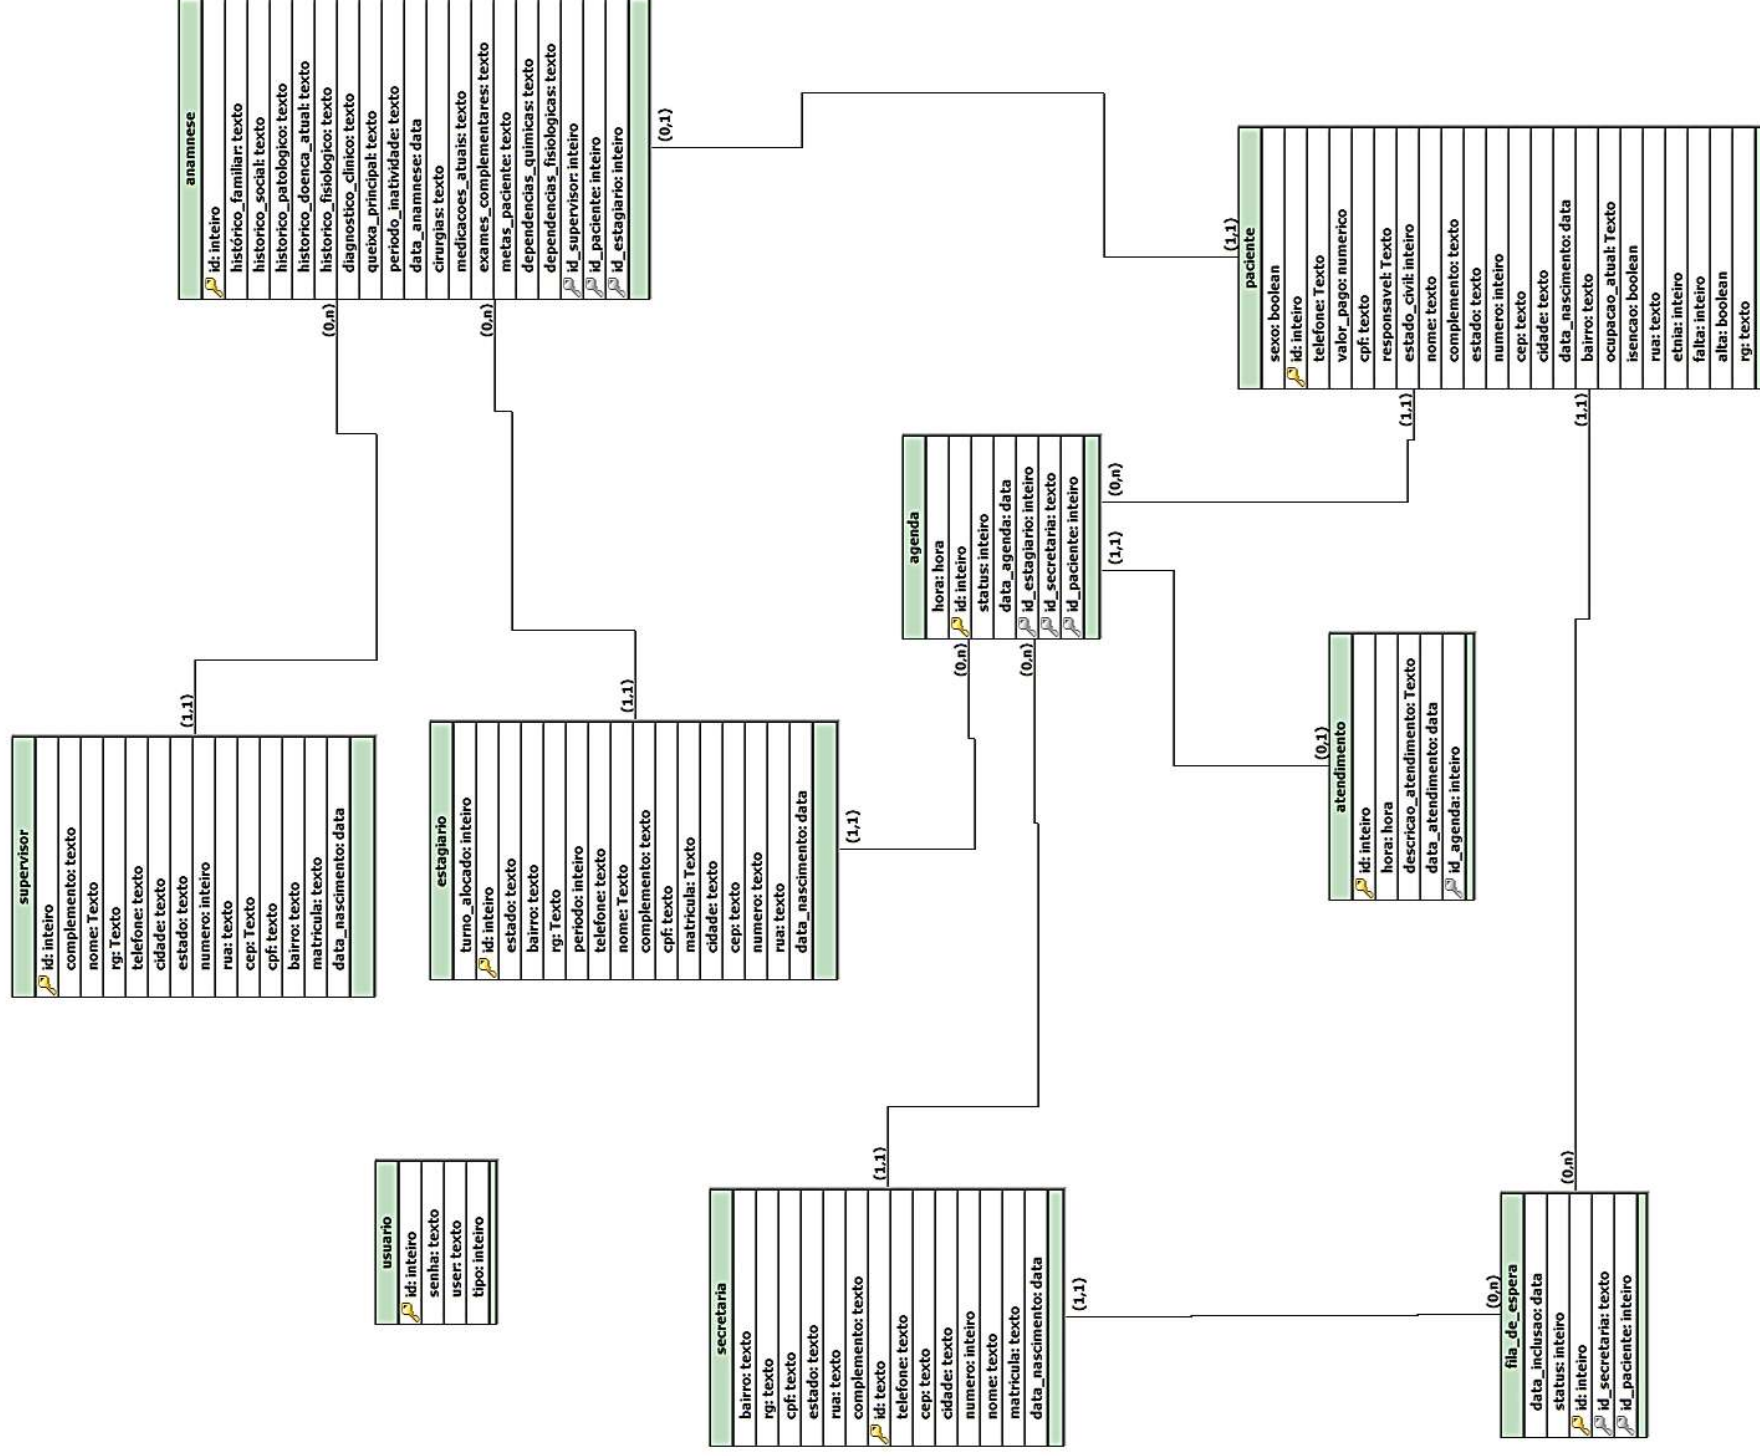 supervisor
id: inteiro
complemento: texto
nome: Texto
rg: Texto
telefone: texto
cidade: texto
estado: texto
numero: inteiro
rua: texto
cep: Texto
cpf: texto
bairro: texto
matricula: texto
data_nascimento: data
(1,1)
anamnese
id: inteiro
histórico_familiar: texto
historico_social: texto
historico_patologico: texto
historico_doenca_atual: texto
historico_fisiologico: texto
diagnostico_clinico: texto
queixa_principal: texto
periodo_inatividade: texto
data_anamnese: data
cirurgias: texto
medicacoes_atuais: texto
exames_complementares: texto
metas_paciente: texto
dependencias_quimicas: texto
dependencias_fisiologicas: texto
id_supervisor: inteiro
id_paciente: inteiro
id_estagiario: inteiro
(0,n)
(0,n)
(0,1)
usuario
id: inteiro
senha: texto
user: texto
tipo: inteiro
estagiario
turno_alocado: inteiro
id: inteiro
estado: texto
bairro: texto
rg: Texto
periodo: inteiro
telefone: texto
nome: Texto
complemento: texto
cpf: texto
matricula: Texto
cidade: texto
cep: texto
numero: texto
rua: texto
data_nascimento: data
(1,1)
(1,1)
secretaria
bairro: texto
rg: texto
cpf: texto
estado: texto
rua: texto
complemento: texto
id: texto
telefone: texto
cep: texto
cidade: texto
numero: inteiro
nome: texto
matricula: texto
data_nascimento: data
(1,1)
(1,1)
agenda
hora: hora
id: inteiro
status: inteiro
data_agenda: data
id_estagiario: inteiro
id_secretaria: texto
id_paciente: inteiro
(0,n)
(0,n)
(1,1)
(0,n)
paciente
sexo: boolean
id: inteiro
telefone: Texto
valor_pago: numerico
cpf: texto
responsavel: Texto
estado_civil: inteiro
nome: texto
complemento: texto
estado: texto
numero: inteiro
cep: texto
cidade: texto
data_nascimento: data
bairro: texto
ocupacao_atual: Texto
isencao: boolean
rua: texto
etnia: inteiro
falta: inteiro
alta: boolean
rg: texto
(1,1)
(1,1)
(1,1)
atendimento
id: inteiro
hora: hora
descricao_atendimento: Texto
data_atendimento: data
id_agenda: inteiro
(0,1)
fila_de_espera
data_inclusao: data
status: inteiro
id: inteiro
id_secretaria: texto
id_paciente: inteiro
(0,n)
(0,n)